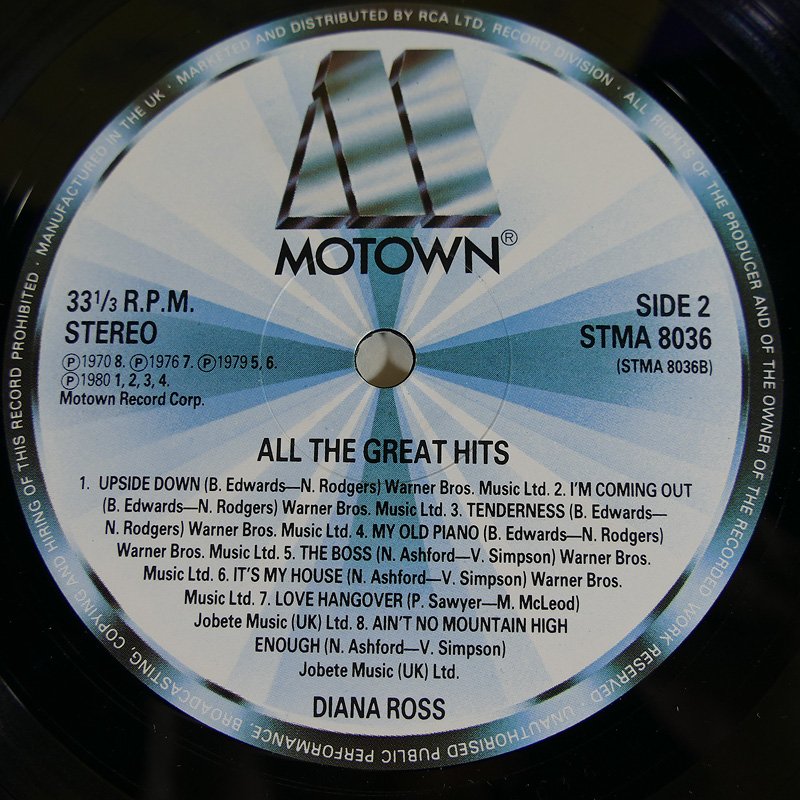 MANUFACTURED IN THE UK · MARKETED AND DISTRIBUTED BY RCA LTD, RECORD DIVISION · ALL RIGHTS OF THE PRODUCER AND OF THE OWNER OF THE RECORDED WORK RESERVED · UNAUTHORISED PUBLIC PERFORMANCE, BROADCASTING, COPYING AND HIRING OF THIS RECORD PROHIBITED ·
MOTOWN®
33 1/3 R.P.M.
STEREO
℗1970 8. ℗1976 7. ℗1979 5, 6.
℗1980 1, 2, 3, 4.
Motown Record Corp.
SIDE 2
STMA 8036
(STMA 8036B)
ALL THE GREAT HITS
1. UPSIDE DOWN (B. Edwards—N. Rodgers) Warner Bros. Music Ltd. 2. I'M COMING OUT
(B. Edwards—N. Rodgers) Warner Bros. Music Ltd. 3. TENDERNESS (B. Edwards—
N. Rodgers) Warner Bros. Music Ltd. 4. MY OLD PIANO (B. Edwards—N. Rodgers)
Warner Bros. Music Ltd. 5. THE BOSS (N. Ashford—V. Simpson) Warner Bros.
Music Ltd. 6. IT'S MY HOUSE (N. Ashford—V. Simpson) Warner Bros.
Music Ltd. 7. LOVE HANGOVER (P. Sawyer—M. McLeod)
Jobete Music (UK) Ltd. 8. AIN'T NO MOUNTAIN HIGH
ENOUGH (N. Ashford—V. Simpson)
Jobete Music (UK) Ltd.
DIANA ROSS